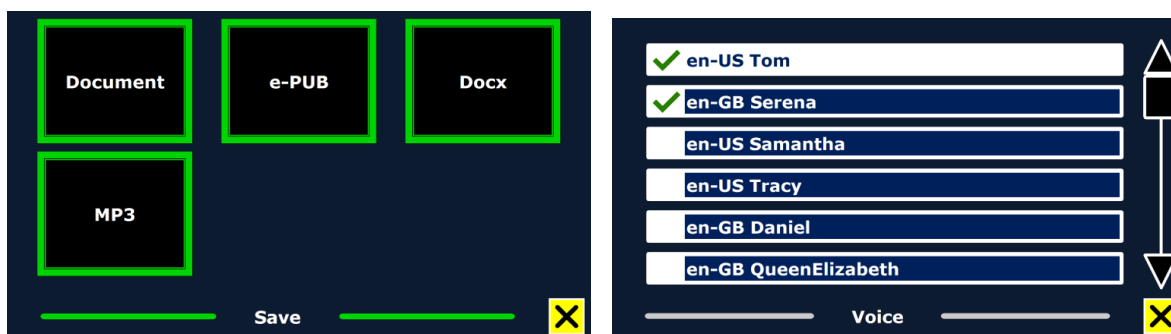 Document e-PUB Docx
MP3
Save
en-US Tom
en-GB Serena
en-US Samantha
en-US Tracy
en-GB Daniel
en-GB QueenElizabeth
Voice